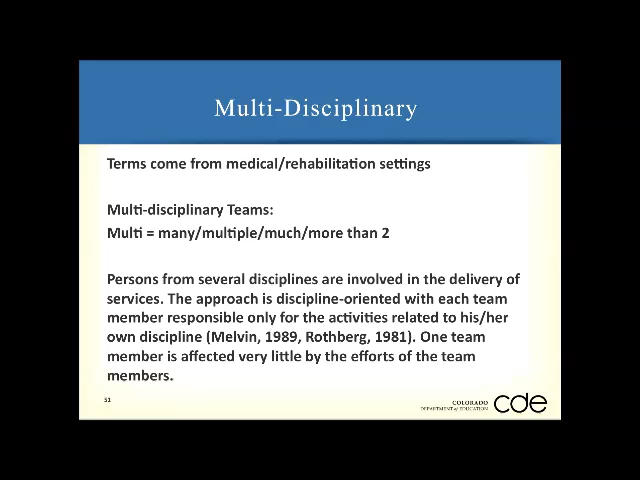 Multi-Disciplinary
Terms come from medical/rehabilitation settings
Multi-disciplinary Teams:
Multi = many/multiple/much/more than 2
Persons from several disciplines are involved in the delivery of
services. The approach is discipline-oriented with each team
member responsible only for the activities related to his/her
own discipline (Melvin, 1989, Rothberg, 1981). One team
member is affected very little by the efforts of the team
members.
51
COLORADO
DEPARTMENT of EDUCATION
cde